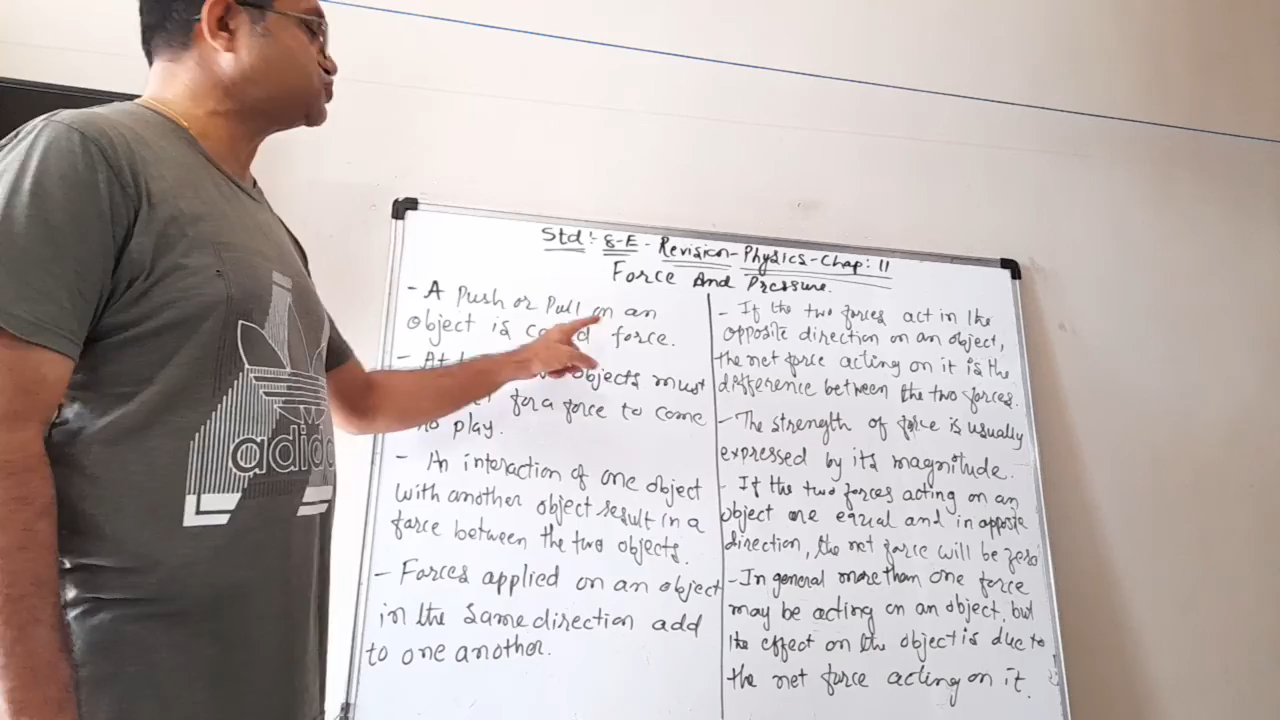 adidas
Std:- 8-E - Revision - Physics - Chap: 11
Force And Pressure.
- A Push or Pull on an
object is force.
- objects must
for a force to come
play.
- An interaction of one object
with another object result in a
force between the two objects.
- Forces applied on an object
in the same direction add
to one another.
- If the two forces act in the
opposite direction on an object,
the net force acting on it is the
difference between the two forces.
- The strength of force is usually
expressed by its magnitude.
- If the two forces acting on an
object are equal and in opposite
direction, the net force will be zero
- In general more than one force
may be acting on an object, but
the effect on the object is due to
the net force acting on it.